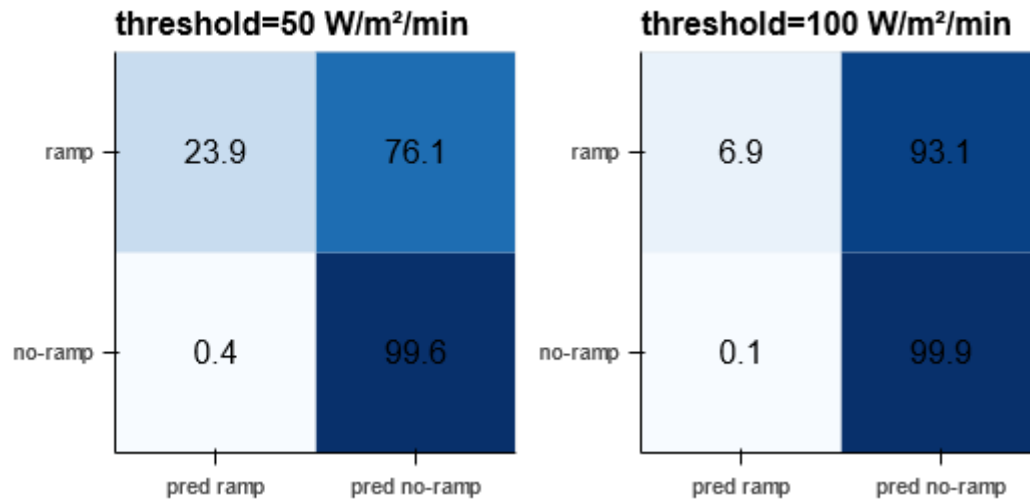 threshold=50 W/m²/min
threshold=100 W/m²/min
ramp 23.9 76.1
ramp 6.9 93.1
no-ramp 0.4 99.6
no-ramp 0.1 99.9
pred ramp pred no-ramp
pred ramp pred no-ramp